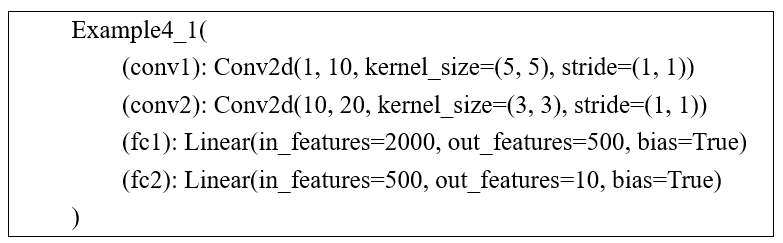 Example4_1(
(conv1): Conv2d(1, 10, kernel_size=(5, 5), stride=(1, 1))
(conv2): Conv2d(10, 20, kernel_size=(3, 3), stride=(1, 1))
(fc1): Linear(in_features=2000, out_features=500, bias=True)
(fc2): Linear(in_features=500, out_features=10, bias=True)
)